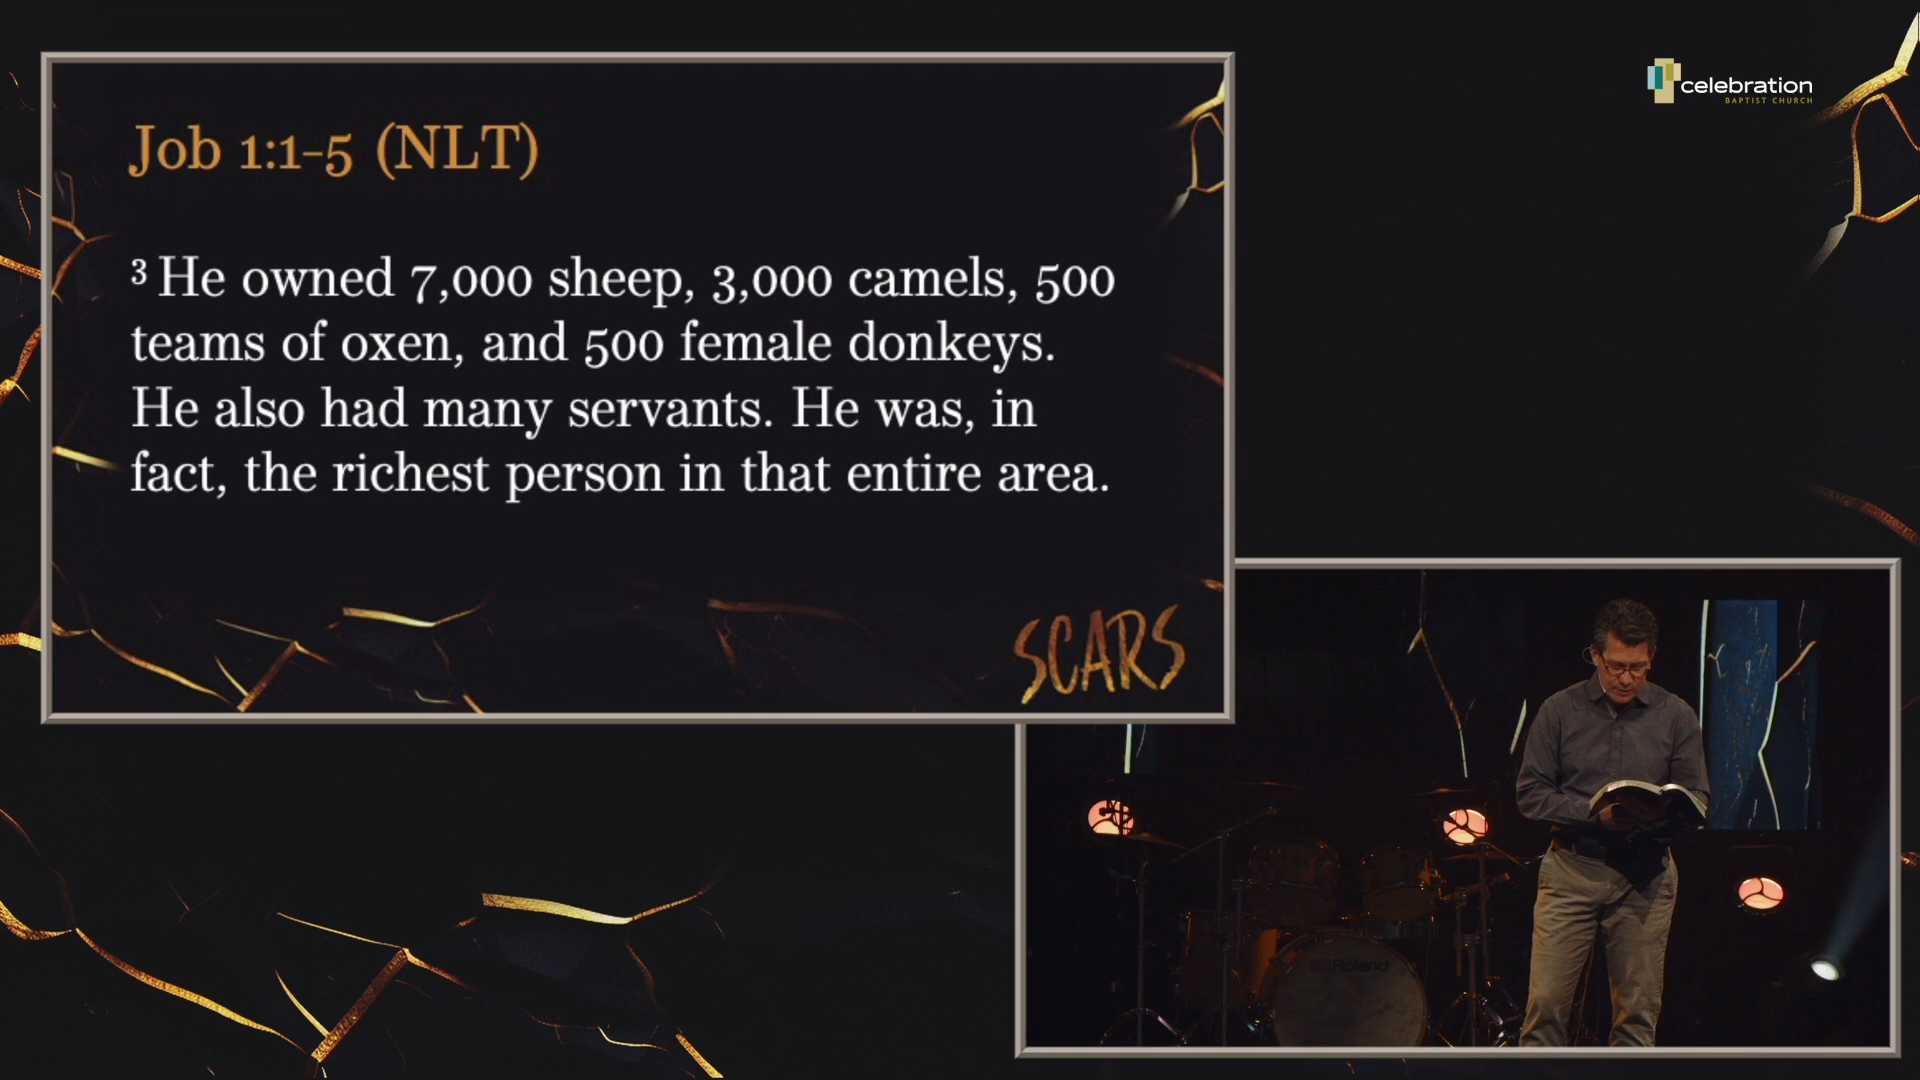 Job 1:1-5 (NLT)
3 He owned 7,000 sheep, 3,000 camels, 500
teams of oxen, and 500 female donkeys.
He also had many servants. He was, in
fact, the richest person in that entire area.
SCARS
celebration
BAPTIST CHURCH
Roland